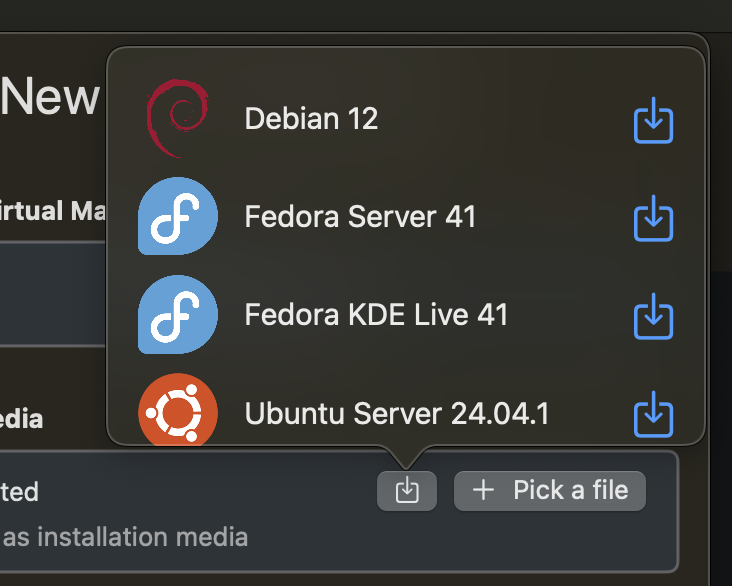 New
Debian 12
Fedora Server 41
irtual Ma
Fedora KDE Live 41
edia
Ubuntu Server 24.04.1
ted
+ Pick a file
as installation media